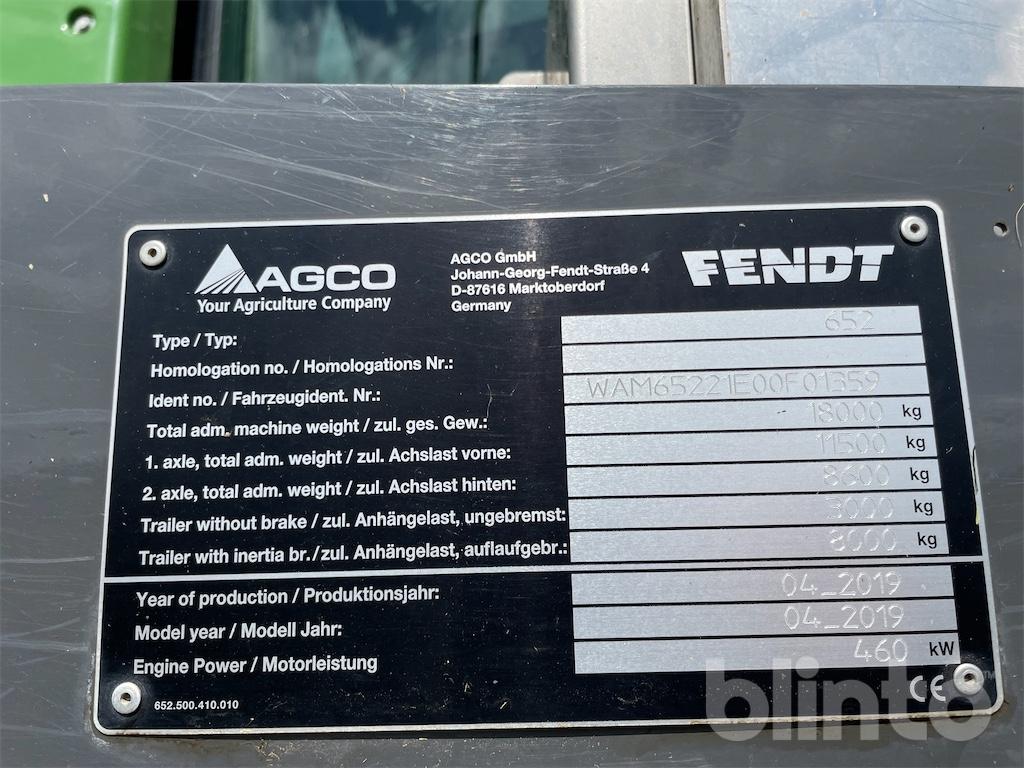 AGCO
Your Agriculture Company
AGCO GmbH
Johann-Georg-Fendt-Straße 4
D-87616 Marktoberdorf
Germany
FENDT
Type / Typ: 652
Homologation no. / Homologations Nr.:
Ident no. / Fahrzeugident. Nr.: WAM65221E00F01359
Total adm. machine weight / zul. ges. Gew.: 18000 kg
1. axle, total adm. weight / zul. Achslast vorne: 11500 kg
2. axle, total adm. weight / zul. Achslast hinten: 8600 kg
Trailer without brake / zul. Anhängelast, ungebremst: 3000 kg
Trailer with inertia br./zul. Anhängelast, auflaufgebr.: 8000 kg
Year of production / Produktionsjahr: 04_2019
Model year / Modell Jahr: 04_2019
Engine Power / Motorleistung 460 kW
652.500.410.010
CE
blinto™